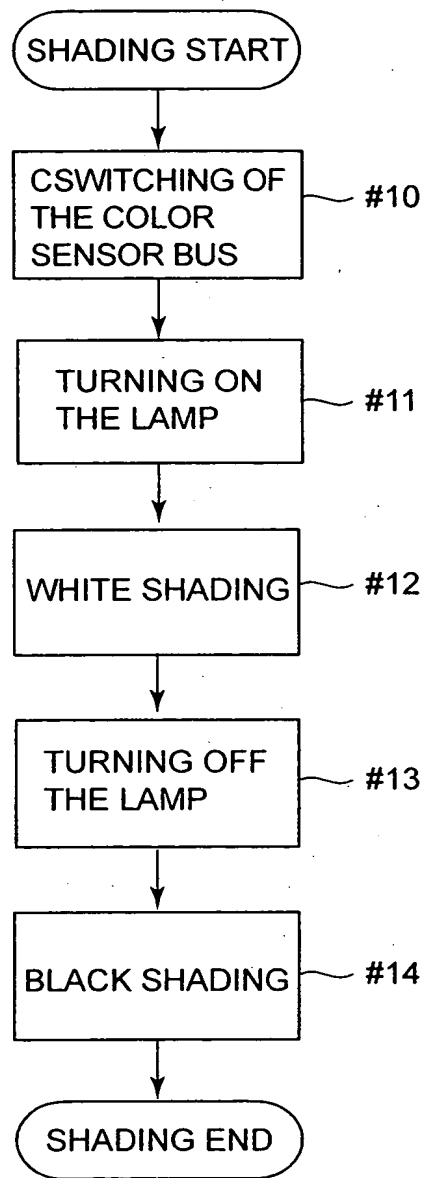 SHADING START
CSWITCHING OF
THE COLOR
SENSOR BUS
#10
TURNING ON
THE LAMP
#11
WHITE SHADING
#12
TURNING OFF
THE LAMP
#13
BLACK SHADING
#14
SHADING END